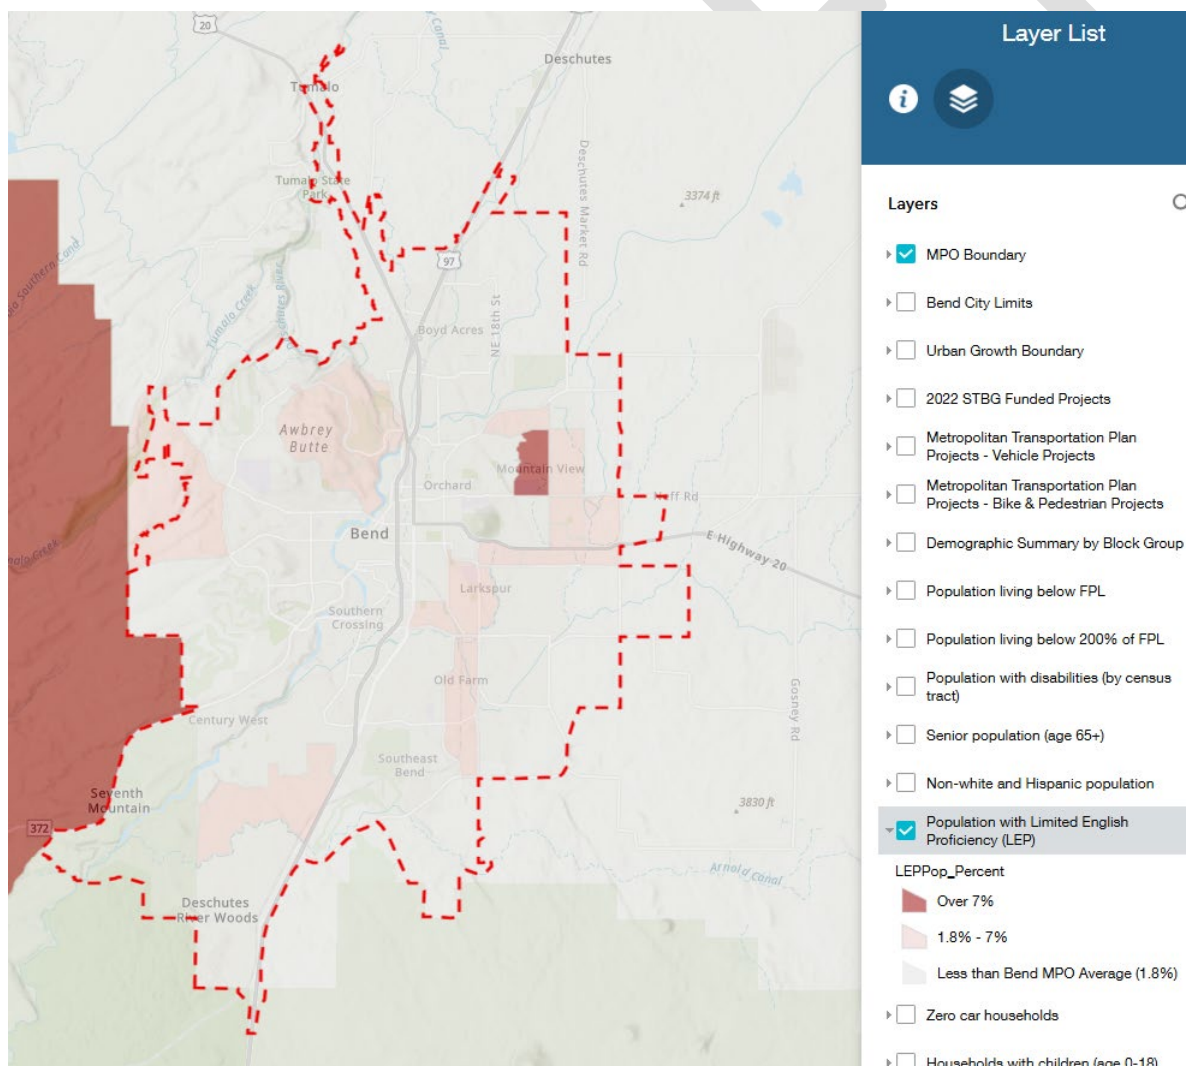 20
Canal
Deschutes
Tumalo
Deschutes Market Rd
Tumalo State
Park
3374 ft
97
NE 18th St
Boyd Acres
Tumalo Creek
Deschutes River
Awbrey
Butte
Mountain View
Orchard
Neff Rd
Bend
E Highway 20
Larkspur
Southern
Crossing
Old Farm
Gosney Rd
Century West
Southeast
Bend
Seventh
Mountain
3830 ft
372
Arnold Canal
Deschutes
River Woods
Layer List
Layers
MPO Boundary
Bend City Limits
Urban Growth Boundary
2022 STBG Funded Projects
Metropolitan Transportation Plan
Projects - Vehicle Projects
Metropolitan Transportation Plan
Projects - Bike & Pedestrian Projects
Demographic Summary by Block Group
Population living below FPL
Population living below 200% of FPL
Population with disabilities (by census
tract)
Senior population (age 65+)
Non-white and Hispanic population
Population with Limited English
Proficiency (LEP)
LEPPop_Percent
Over 7%
1.8% - 7%
Less than Bend MPO Average (1.8%)
Zero car households
Households with children (age 0-18)